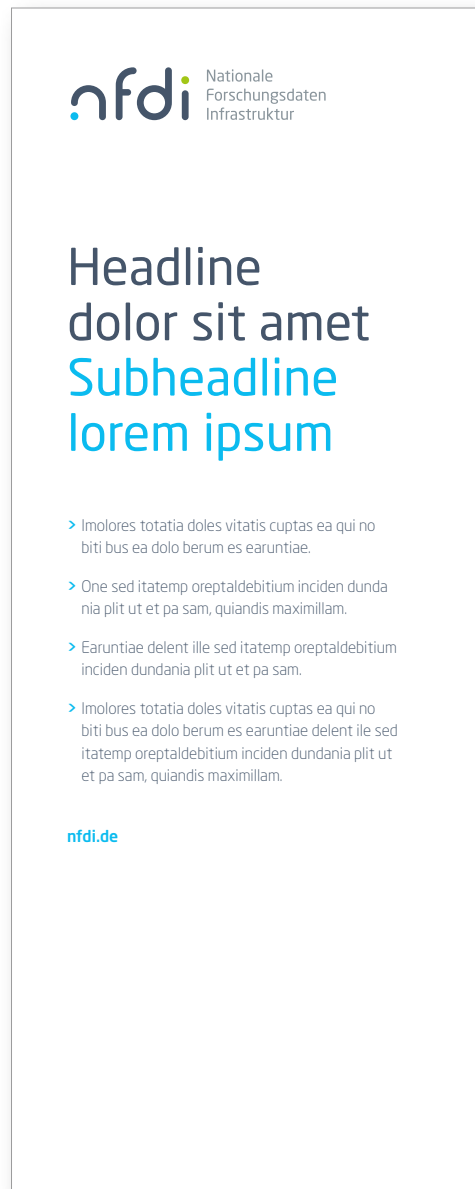 nfdi
Nationale
Forschungsdaten
Infrastruktur
Headline
dolor sit amet
Subheadline
lorem ipsum
> Imolores totatia doles vitatis cuptas ea qui no
biti bus ea dolo berum es earuntiae.
> One sed itatemp oreptaldebitium inciden dunda
nia plit ut et pa sam, quiandis maximillam.
> Earuntiae delent ille sed itatemp oreptaldebitium
inciden dundania plit ut et pa sam.
> Imolores totatia doles vitatis cuptas ea qui no
biti bus ea dolo berum es earuntiae delent ile sed
itatemp oreptaldebitium inciden dundania plit ut
et pa sam, quiandis maximillam.
nfdi.de